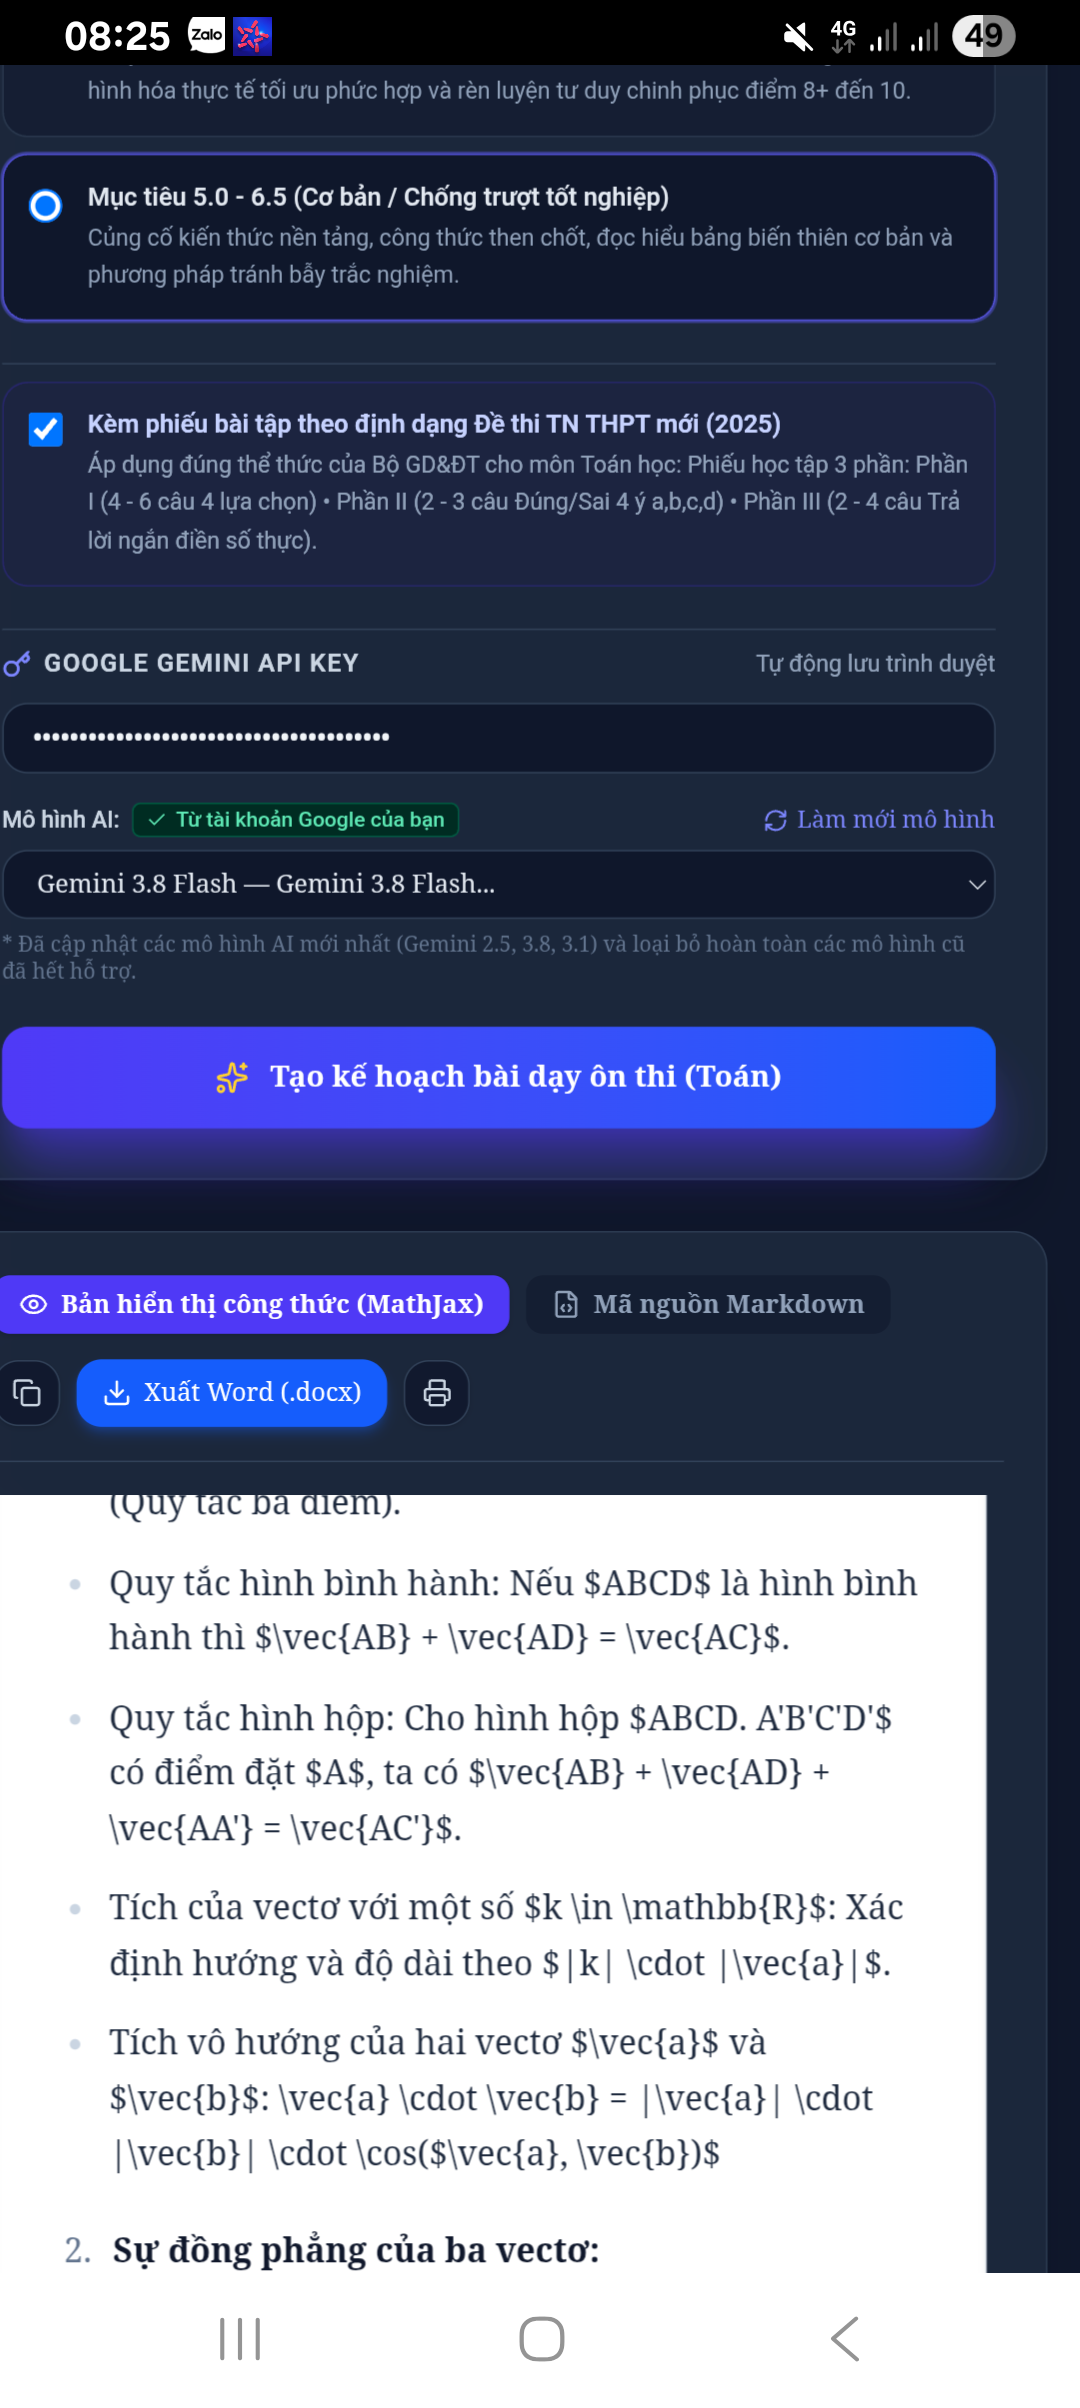 08:25 Zalo 4G 49
hình hóa thực tế tối ưu phức hợp và rèn luyện tư duy chinh phục điểm 8+ đến 10.
Mục tiêu 5.0 - 6.5 (Cơ bản / Chống trượt tốt nghiệp)
Củng cố kiến thức nền tảng, công thức then chốt, đọc hiểu bảng biến thiên cơ bản và
phương pháp tránh bẫy trắc nghiệm.
Kèm phiếu bài tập theo định dạng Đề thi TN THPT mới (2025)
Áp dụng đúng thể thức của Bộ GD&ĐT cho môn Toán học: Phiếu học tập 3 phần: Phần
I (4 - 6 câu 4 lựa chọn) • Phần II (2 - 3 câu Đúng/Sai 4 ý a,b,c,d) • Phần III (2 - 4 câu Trả
lời ngắn điền số thực).
GOOGLE GEMINI API KEY Tự động lưu trình duyệt
•••••••••••••••••••••••••••••••••••••••
Mô hình AI: Từ tài khoản Google của bạn Làm mới mô hình
Gemini 3.8 Flash — Gemini 3.8 Flash...
* Đã cập nhật các mô hình AI mới nhất (Gemini 2.5, 3.8, 3.1) và loại bỏ hoàn toàn các mô hình cũ
đã hết hỗ trợ.
Tạo kế hoạch bài dạy ôn thi (Toán)
Bản hiển thị công thức (MathJax) Mã nguồn Markdown
Xuất Word (.docx)
(Quy tắc ba điểm).
• Quy tắc hình bình hành: Nếu $ABCD$ là hình bình
hành thì $\vec{AB} + \vec{AD} = \vec{AC}$.
• Quy tắc hình hộp: Cho hình hộp $ABCD. A'B'C'D'$
có điểm đặt $A$, ta có $\vec{AB} + \vec{AD} +
\vec{AA'} = \vec{AC'}$.
• Tích của vectơ với một số $k \in \mathbb{R}$: Xác
định hướng và độ dài theo $|k| \cdot |\vec{a}|$.
• Tích vô hướng của hai vectơ $\vec{a}$ và
$\vec{b}$: \vec{a} \cdot \vec{b} = |\vec{a}| \cdot
|\vec{b}| \cdot \cos($\vec{a}, \vec{b})$
2. Sự đồng phẳng của ba vectơ: